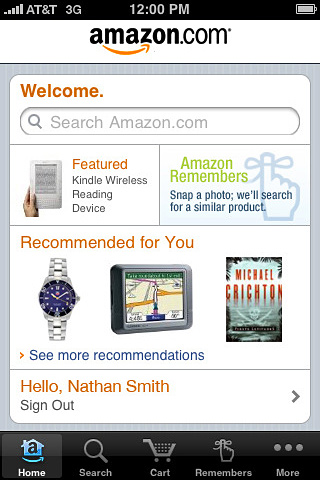 AT&T 3G 12:00 PM
amazon.com
Welcome.
Search Amazon.com
Featured
Kindle Wireless
Reading
Device
Amazon
Remembers
Snap a photo; we'll search
for a similar product.
Recommended for You
MICHAEL
CRICHTON
See more recommendations
Hello, Nathan Smith
Sign Out
Home Search Cart Remembers More